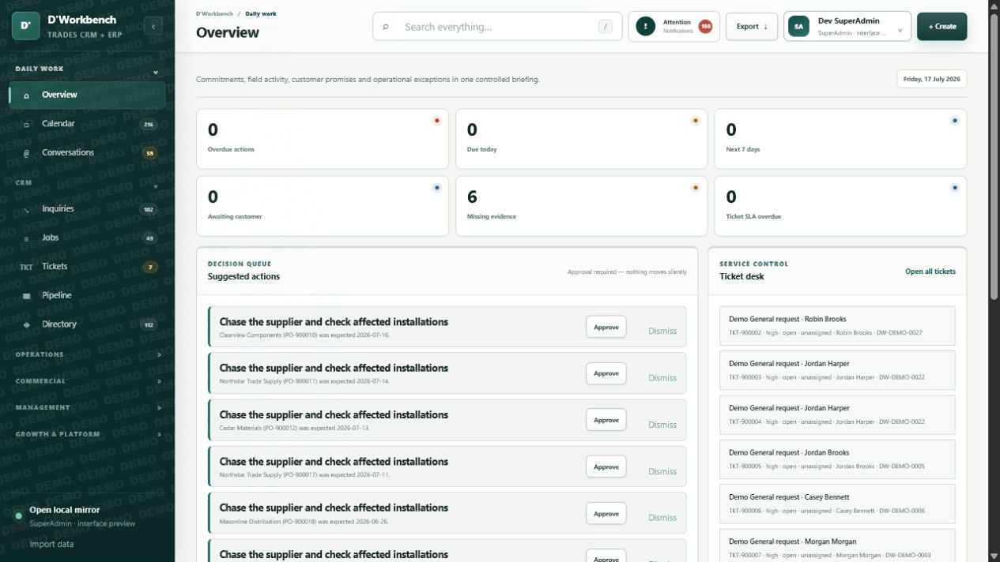 D'
D'Workbench
TRADES CRM + ERP
DAILY WORK
Overview
Calendar 216
Conversations 59
CRM
Inquiries 102
Jobs 49
TKT Tickets 7
Pipeline
Directory 112
OPERATIONS
COMMERCIAL
MANAGEMENT
GROWTH & PLATFORM
Open local mirror
SuperAdmin · interface preview
Import data
D'Workbench / Daily work
Overview
Search everything... /
! Attention
Notifications
158
Export ↓
SA Dev SuperAdmin
SuperAdmin · interface ...
+ Create
Commitments, field activity, customer promises and operational exceptions in one controlled briefing.
Friday, 17 July 2026
0
Overdue actions
0
Due today
0
Next 7 days
0
Awaiting customer
6
Missing evidence
0
Ticket SLA overdue
DECISION QUEUE
Suggested actions
Approval required — nothing moves silently
Chase the supplier and check affected installations
Clearview Components (PO-900010) was expected 2026-07-16.
Approve Dismiss
Chase the supplier and check affected installations
Northstar Trade Supply (PO-900011) was expected 2026-07-14.
Approve Dismiss
Chase the supplier and check affected installations
Cedar Materials (PO-900012) was expected 2026-07-13.
Approve Dismiss
Chase the supplier and check affected installations
Northstar Trade Supply (PO-900017) was expected 2026-07-11.
Approve Dismiss
Chase the supplier and check affected installations
Masonline Distribution (PO-900018) was expected 2026-06-26.
Approve Dismiss
Chase the supplier and check affected installations
Approve Dismiss
SERVICE CONTROL
Ticket desk
Open all tickets
Demo General request · Robin Brooks
TKT-900002 · high · open · unassigned · Robin Brooks · DW-DEMO-0027
Demo General request · Jordan Harper
TKT-900003 · high · open · unassigned · Jordan Harper · DW-DEMO-0022
Demo General request · Jordan Harper
TKT-900004 · high · open · unassigned · Jordan Harper · DW-DEMO-0022
Demo General request · Jordan Brooks
TKT-900005 · high · open · unassigned · Jordan Brooks · DW-DEMO-0005
Demo General request · Casey Bennett
TKT-900006 · high · open · unassigned · Casey Bennett · DW-DEMO-0006
Demo General request · Morgan Morgan
TKT-900007 · high · open · unassigned · Morgan Morgan · DW-DEMO-0003